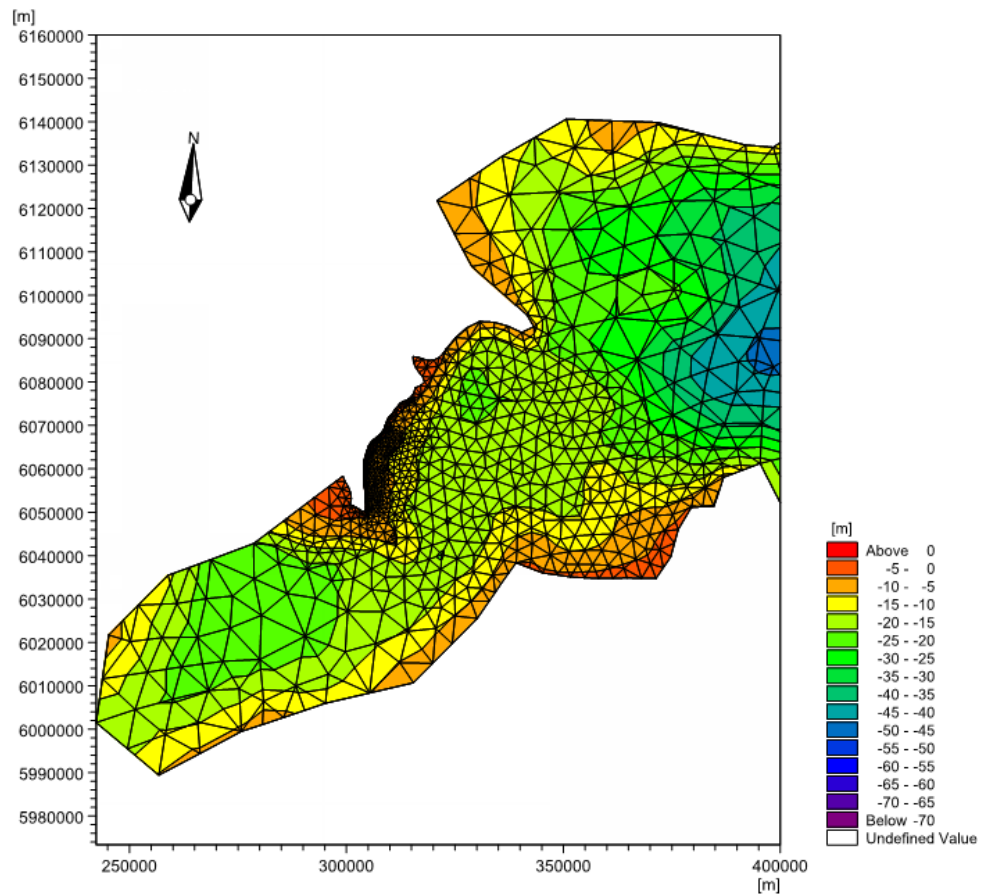 [m]
6160000
6150000
6140000
6130000
6120000
6110000
6100000
6090000
6080000
6070000
6060000
6050000
6040000
6030000
6020000
6010000
6000000
5990000
5980000
N
250000 300000 350000 400000
[m]
[m]
Above 0
-5 - 0
-10 - -5
-15 - -10
-20 - -15
-25 - -20
-30 - -25
-35 - -30
-40 - -35
-45 - -40
-50 - -45
-55 - -50
-60 - -55
-65 - -60
-70 - -65
Below -70
Undefined Value